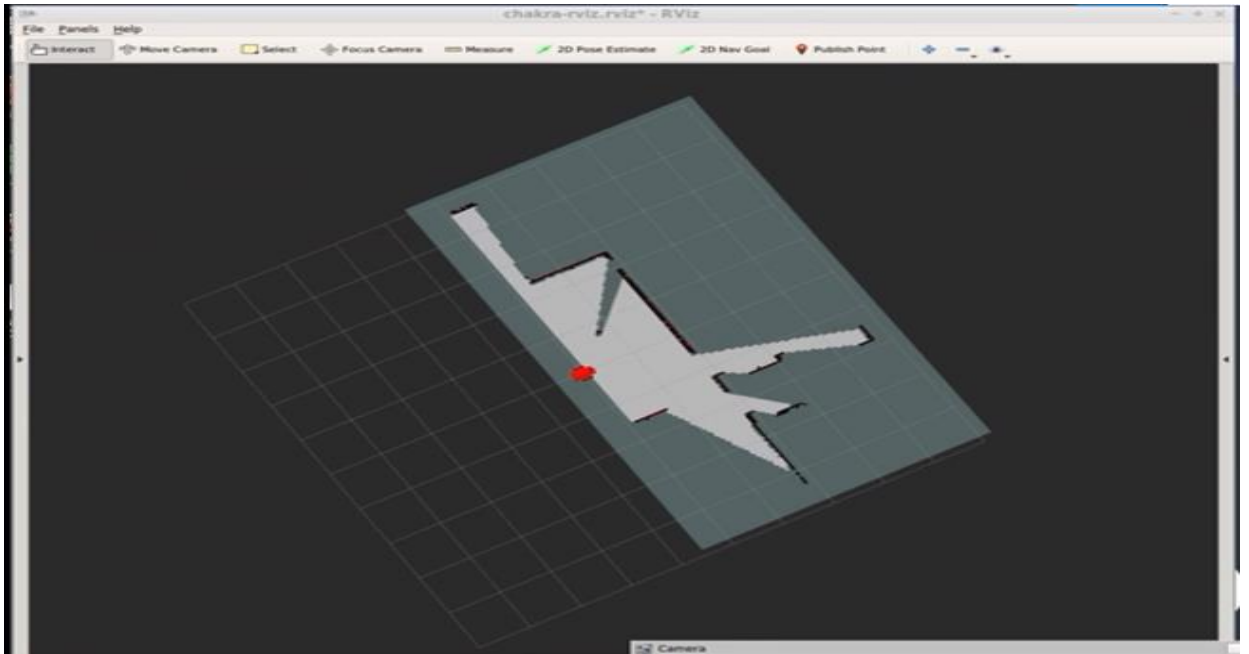 chakra-rviz.rviz* - RViz
File Panels Help
Interact Move Camera Select Focus Camera Measure 2D Pose Estimate 2D Nav Goal Publish Point
Camera